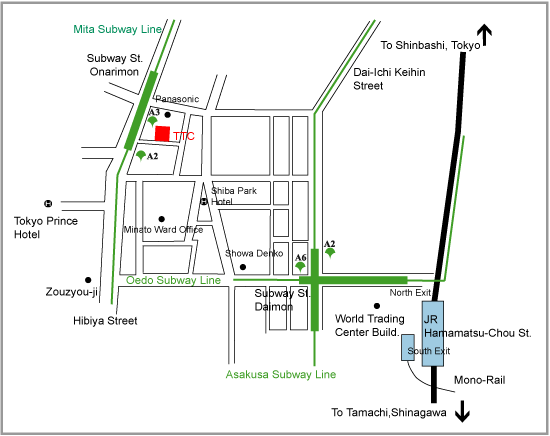 Mita Subway Line
To Shinbashi, Tokyo
Subway St.
Onarimon
Dai-Ichi Keihin
Street
Panasonic
A3
TTC
A2
Shiba Park
Hotel
H
H
Tokyo Prince
Hotel
Minato Ward Office
A2
A6
Showa Denko
Oedo Subway Line
Zouzyou-ji
Subway St.
Daimon
North Exit
Hibiya Street
World Trading
Center Build.
JR
Hamamatsu-Chou St.
South Exit
Asakusa Subway Line
Mono-Rail
To Tamachi,Shinagawa